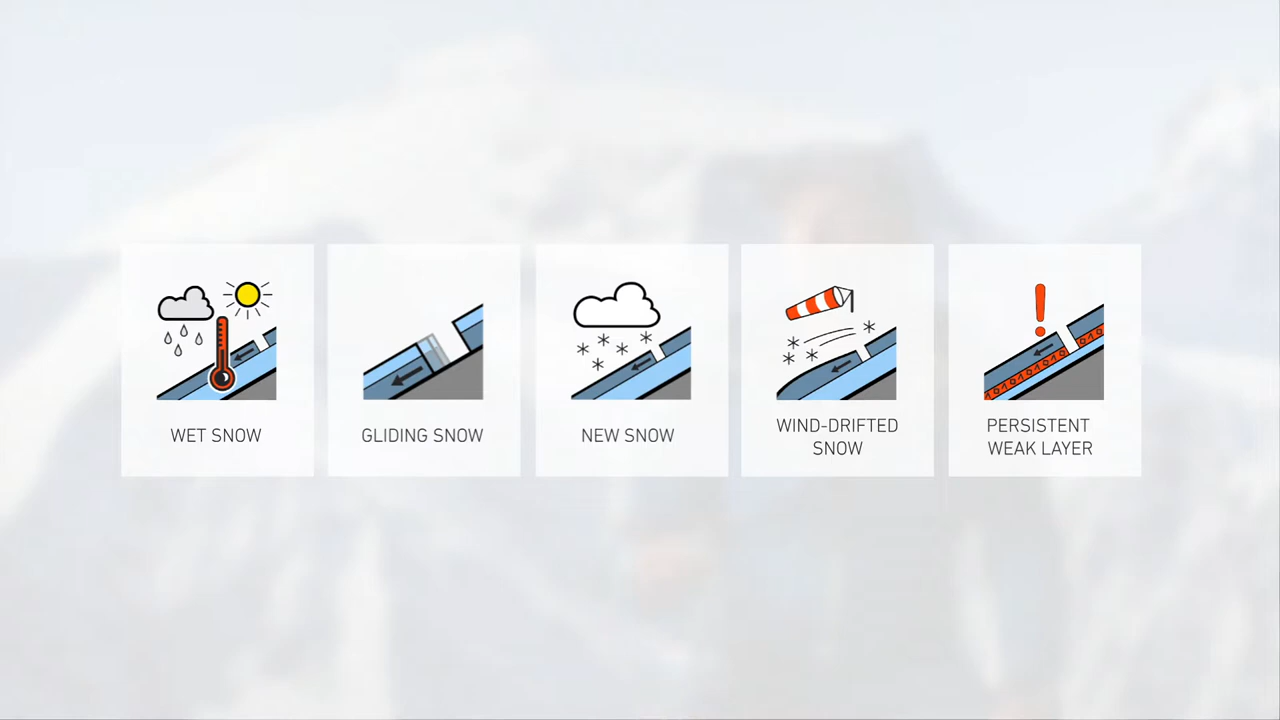 WET SNOW
GLIDING SNOW
NEW SNOW
WIND-DRIFTED
SNOW
PERSISTENT
WEAK LAYER